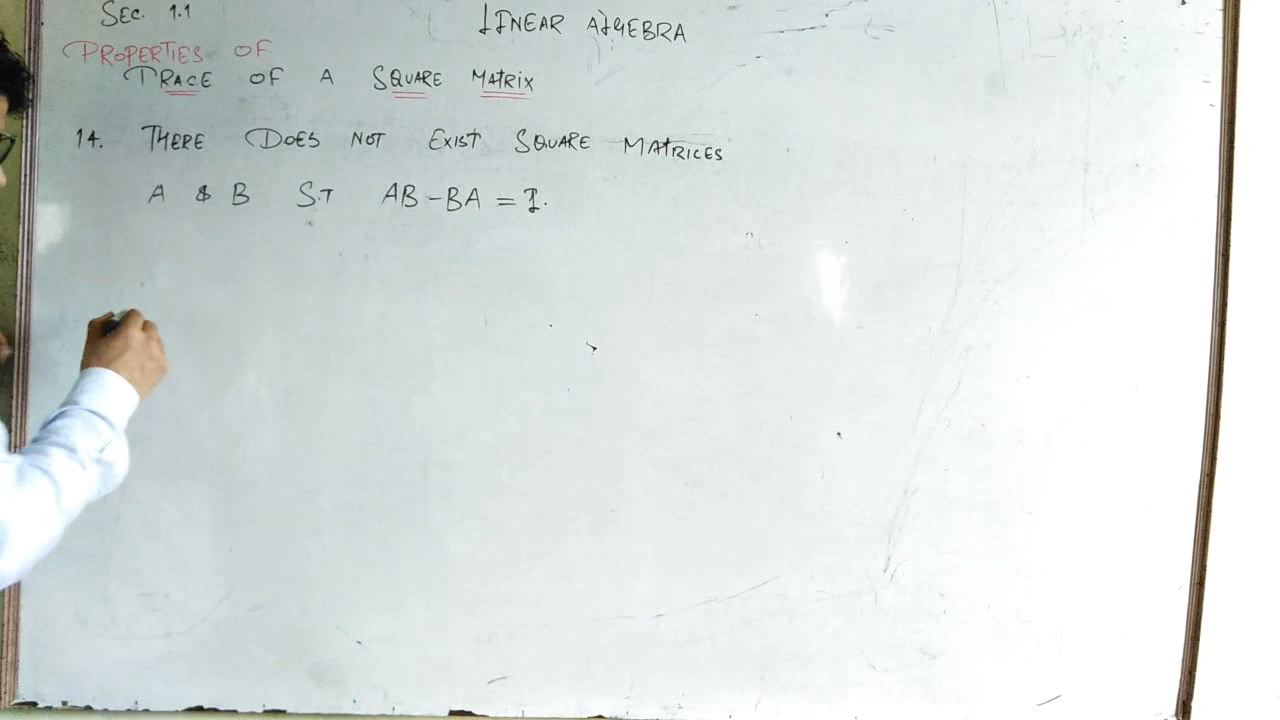 SEC. 1.1
LINEAR ALGEBRA
PROPERTIES OF
TRACE OF A SQUARE MATRIX
14. THERE DOES NOT EXIST SQUARE MATRICES
A & B S.T AB - BA = I.